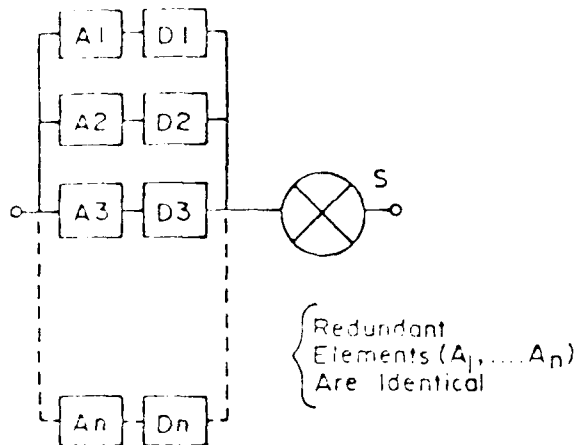 A1 D1
A2 D2
S
A3 D3
Redundant
Elements (A1, .... An)
Are Identical
An Dn